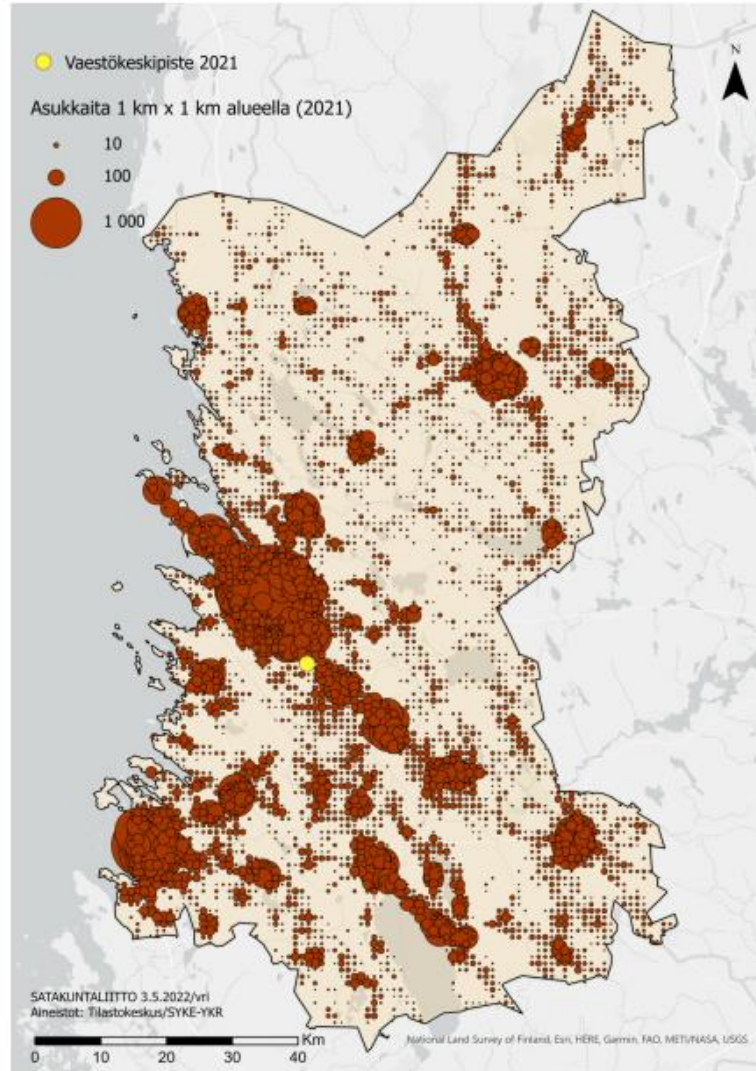 Vaestökeskipiste 2021
N
Asukkaita 1 km x 1 km alueella (2021)
10
100
1 000
SATAKUNTALIITTO 3.5.2022/vri
Aineistot: Tilastokeskus/SYKE-YKR
Km
0 10 20 30 40
National Land Survey of Finland, Esri, HERE, Garmin, FAO, METI/NASA, USGS